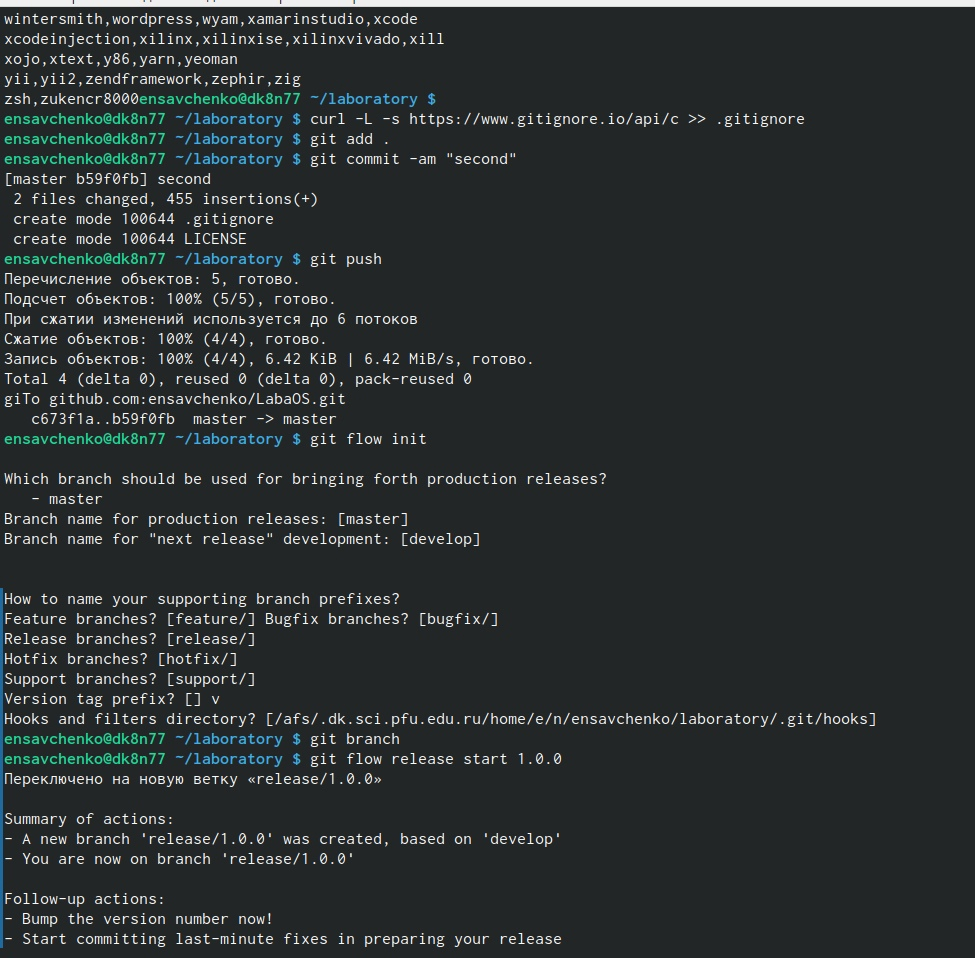 wintersmith,wordpress,wyam,xamarinstudio,xcode
xcodeinjection,xilinx,xilinxise,xilinxvivado,xill
xojo,xtext,y86,yarn,yeoman
yii,yii2,zendframework,zephir,zig
zsh,zukencr8000ensavchenko@dk8n77 ~/laboratory $
ensavchenko@dk8n77 ~/laboratory $ curl -L -s https://www.gitignore.io/api/c >> .gitignore
ensavchenko@dk8n77 ~/laboratory $ git add .
ensavchenko@dk8n77 ~/laboratory $ git commit -am "second"
[master b59f0fb] second
 2 files changed, 455 insertions(+)
 create mode 100644 .gitignore
 create mode 100644 LICENSE
ensavchenko@dk8n77 ~/laboratory $ git push
Перечисление объектов: 5, готово.
Подсчет объектов: 100% (5/5), готово.
При сжатии изменений используется до 6 потоков
Сжатие объектов: 100% (4/4), готово.
Запись объектов: 100% (4/4), 6.42 KiB | 6.42 MiB/s, готово.
Total 4 (delta 0), reused 0 (delta 0), pack-reused 0
giTo github.com:ensavchenko/LabaOS.git
   c673f1a..b59f0fb  master -> master
ensavchenko@dk8n77 ~/laboratory $ git flow init

Which branch should be used for bringing forth production releases?
   - master
Branch name for production releases: [master]
Branch name for "next release" development: [develop]

How to name your supporting branch prefixes?
Feature branches? [feature/] Bugfix branches? [bugfix/]
Release branches? [release/]
Hotfix branches? [hotfix/]
Support branches? [support/]
Version tag prefix? [] v
Hooks and filters directory? [/afs/.dk.sci.pfu.edu.ru/home/e/n/ensavchenko/laboratory/.git/hooks]
ensavchenko@dk8n77 ~/laboratory $ git branch
ensavchenko@dk8n77 ~/laboratory $ git flow release start 1.0.0
Переключено на новую ветку «release/1.0.0»

Summary of actions:
- A new branch 'release/1.0.0' was created, based on 'develop'
- You are now on branch 'release/1.0.0'

Follow-up actions:
- Bump the version number now!
- Start committing last-minute fixes in preparing your release